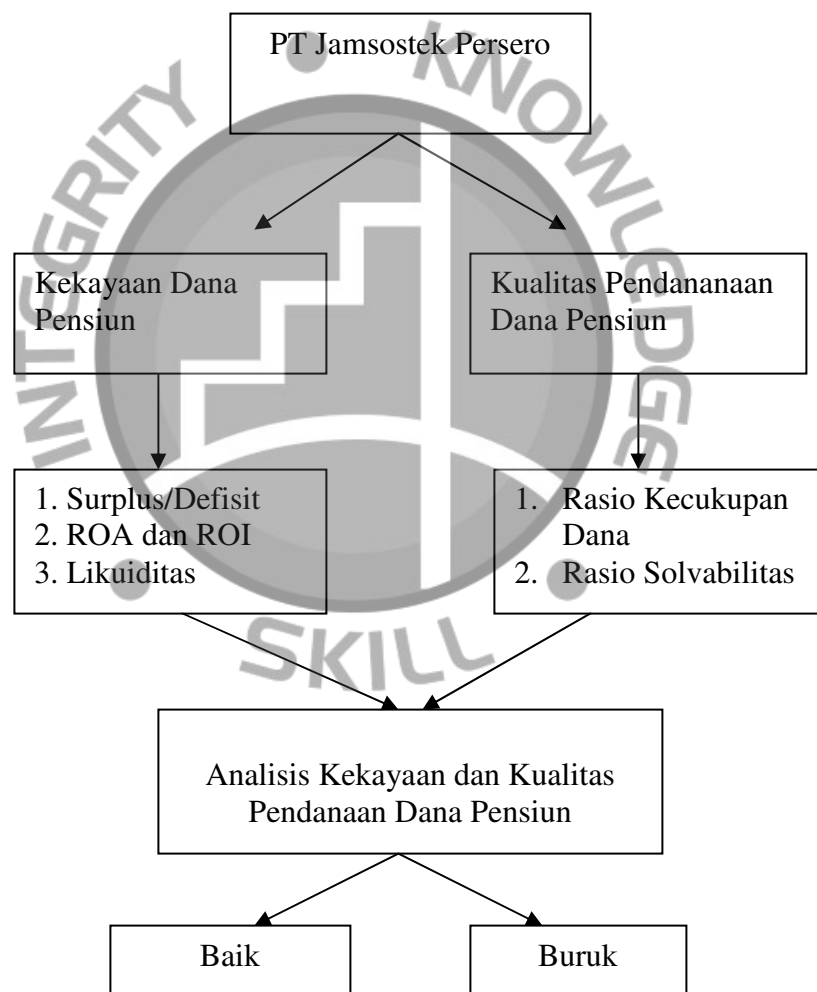 PT Jamsostek Persero
INTEGRITY
KNOWLEDGE
SKILL
Kekayaan Dana
Pensiun
Kualitas Pendananaan
Dana Pensiun
1. Surplus/Defisit
2. ROA dan ROI
3. Likuiditas
1. Rasio Kecukupan
Dana
2. Rasio Solvabilitas
Analisis Kekayaan dan Kualitas
Pendanaan Dana Pensiun
Baik
Buruk